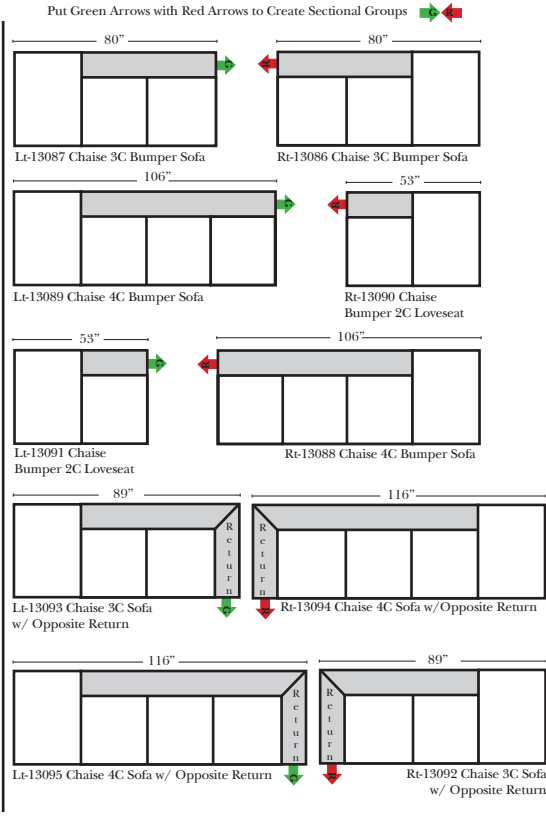 Put Green Arrows with Red Arrows to Create Sectional Groups G R
80” 80”
G R
Lt-13087 Chaise 3C Bumper Sofa Rt-13086 Chaise 3C Bumper Sofa
106” 53”
G R
Lt-13089 Chaise 4C Bumper Sofa
Rt-13090 Chaise
Bumper 2C Loveseat
53” 106”
G R
Lt-13091 Chaise
Bumper 2C Loveseat
Rt-13088 Chaise 4C Bumper Sofa
89” 116”
Return Return
G R
Lt-13093 Chaise 3C Sofa
w/ Opposite Return
Rt-13094 Chaise 4C Sofa w/Opposite Return
116” 89”
Return Return
G R
Lt-13095 Chaise 4C Sofa w/ Opposite Return
Rt-13092 Chaise 3C Sofa
w/ Opposite Return